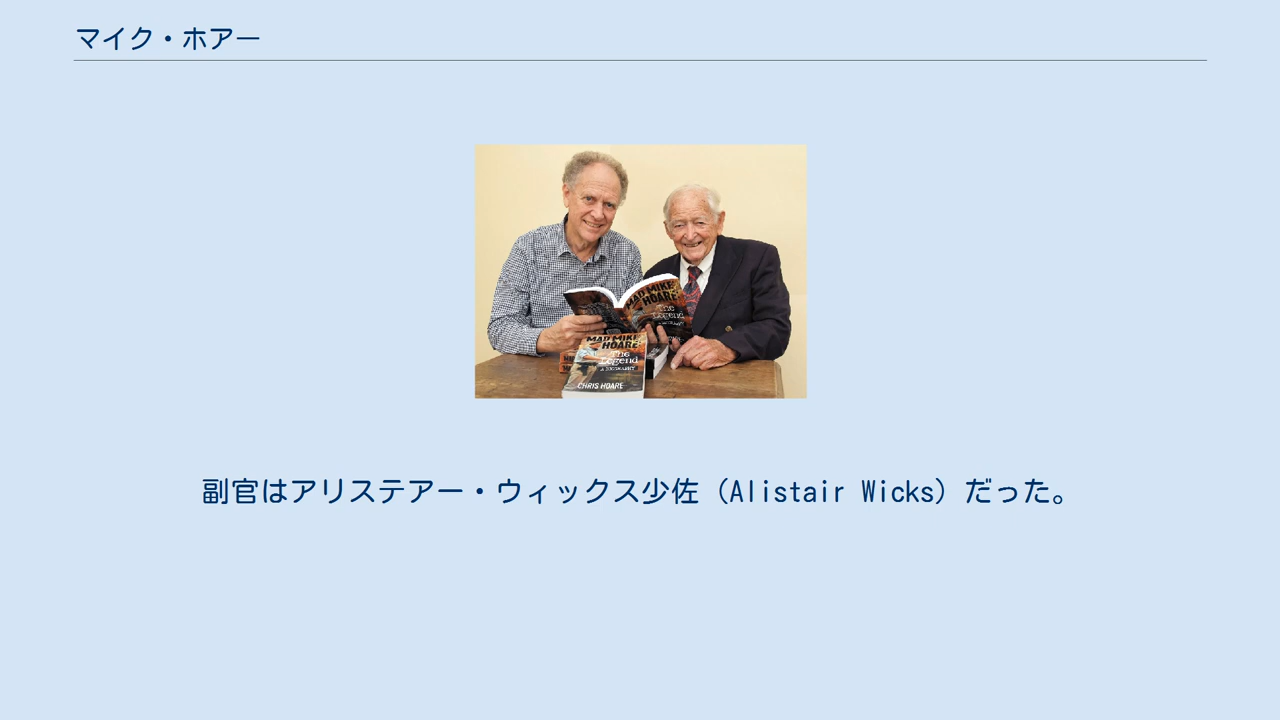 マイク・ホアー
MAD MIKE
HOARE
The
Legend
MAD MIKE
HOARE
The
Legend
A BIOGRAPHY
CHRIS HOARE
副官はアリステアー・ウィックス少佐（Alistair Wicks）だった。